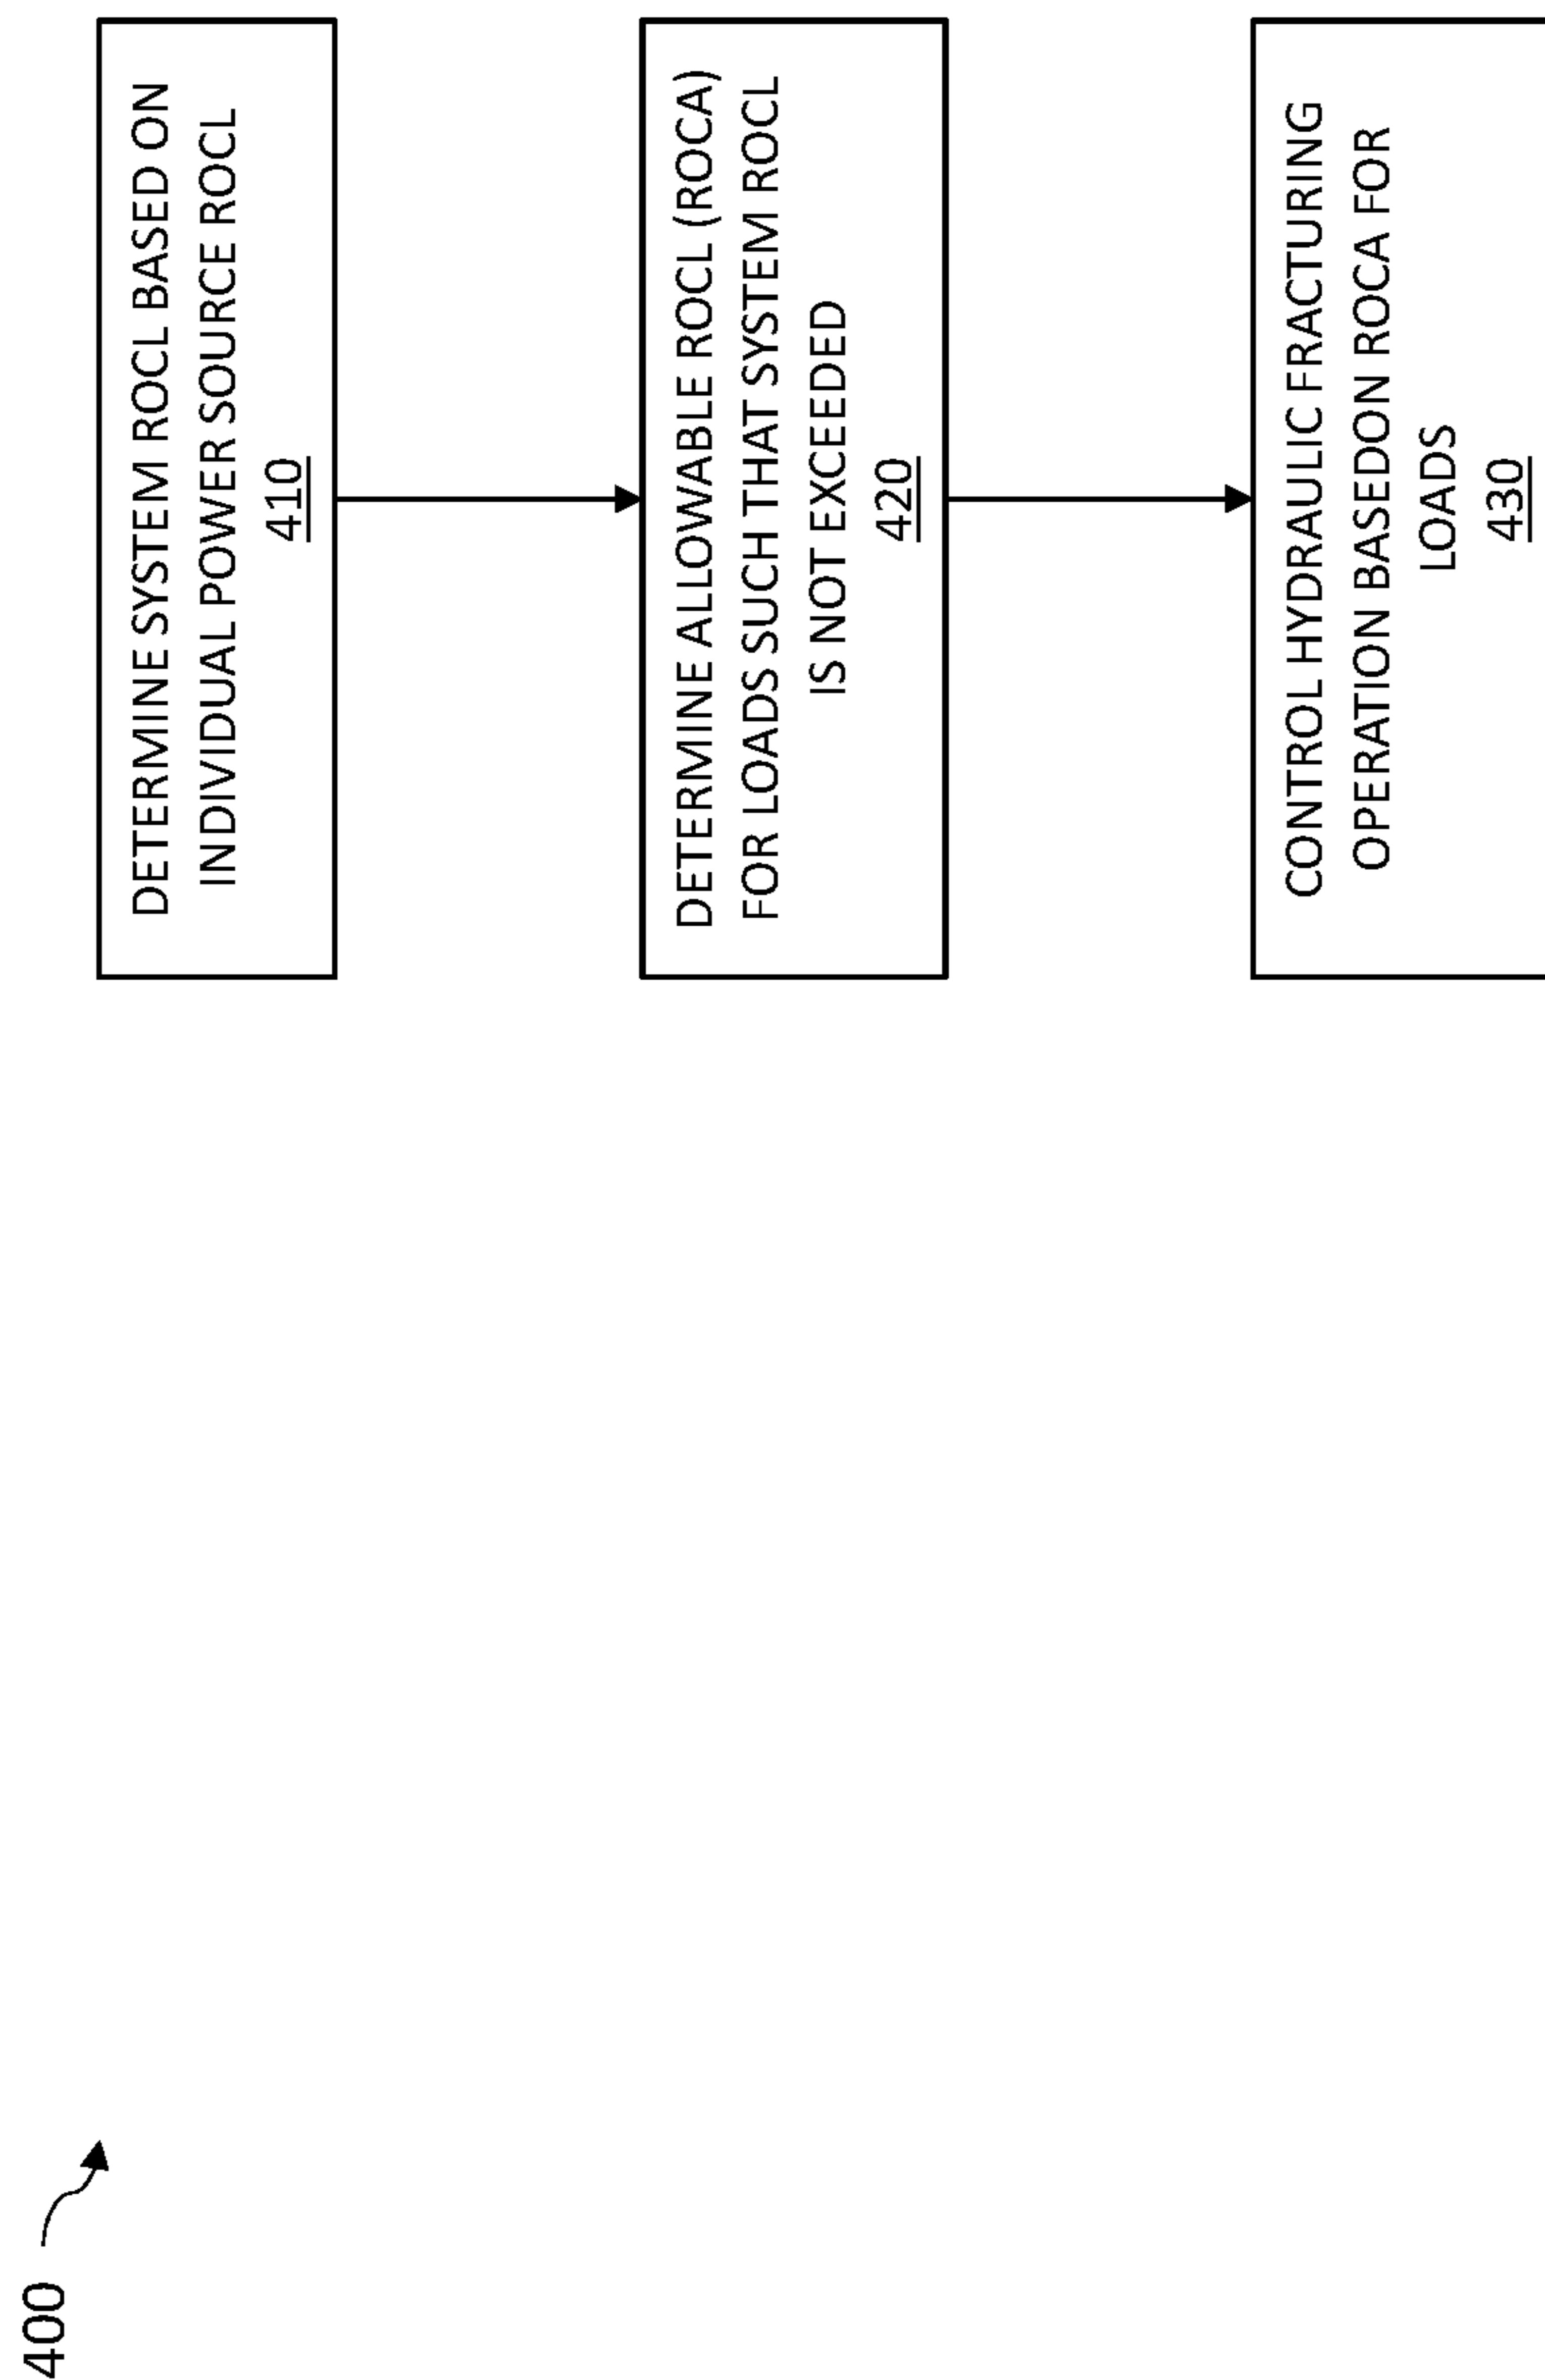 400
DETERMINE SYSTEM ROCL BASED ON
INDIVIDUAL POWER SOURCE ROCL
410
DETERMINE ALLOWABLE ROCL (ROCA)
FOR LOADS SUCH THAT SYSTEM ROCL
IS NOT EXCEEDED
420
CONTROL HYDRAULIC FRACTURING
OPERATION BASEDON ROCA FOR
LOADS
430